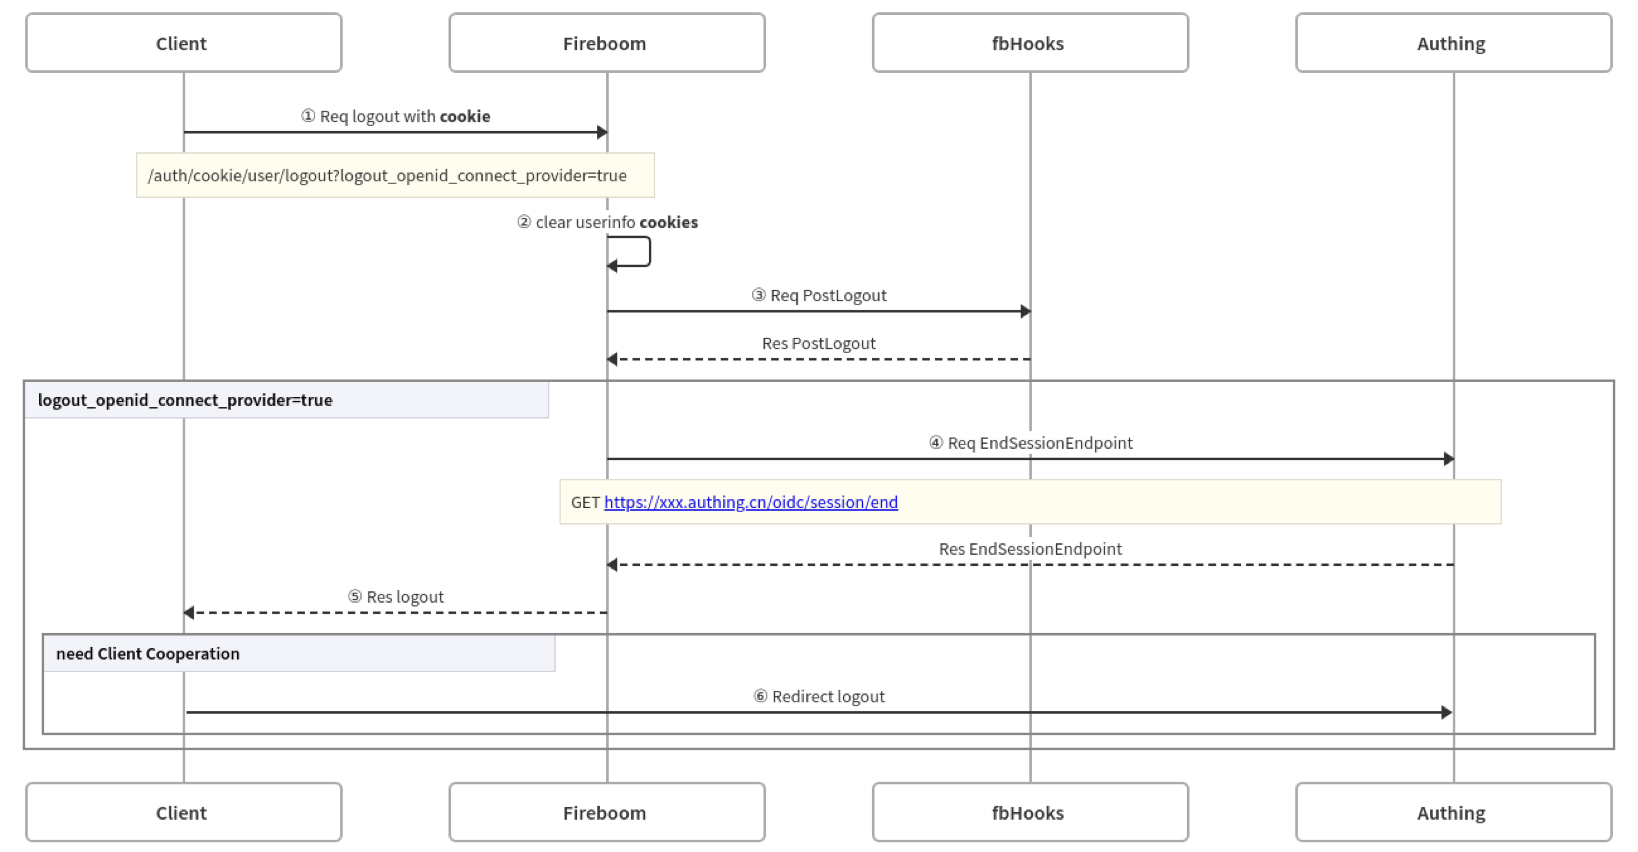 Client
Fireboom
fbHooks
Authing
① Req logout with cookie
/auth/cookie/user/logout?logout_openid_connect_provider=true
② clear userinfo cookies
③ Req PostLogout
Res PostLogout
logout_openid_connect_provider=true
④ Req EndSessionEndpoint
GET https://xxx.authing.cn/oidc/session/end
Res EndSessionEndpoint
⑤ Res logout
need Client Cooperation
⑥ Redirect logout
Client
Fireboom
fbHooks
Authing